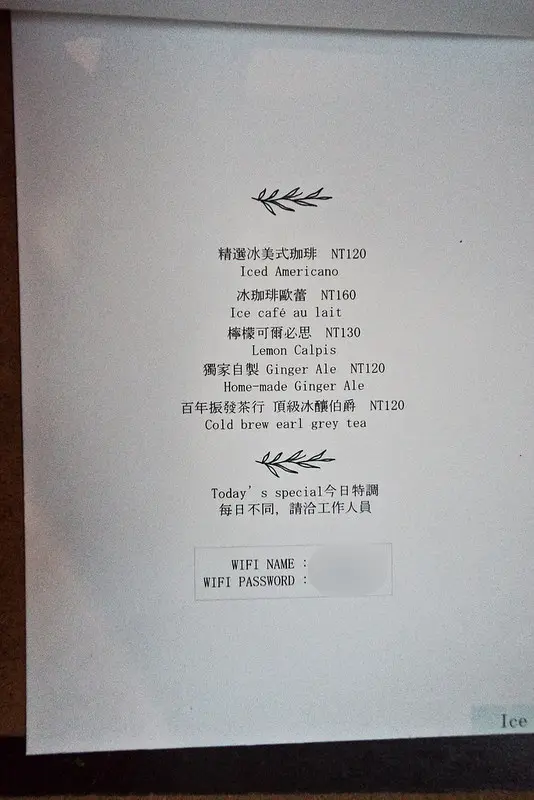 精選冰美式珈琲 NT120
Iced Americano
冰珈琲歐蕾 NT160
Ice café au lait
檸檬可爾必思 NT130
Lemon Calpis
獨家自製 Ginger Ale NT120
Home-made Ginger Ale
百年振發茶行 頂級冰釀伯爵 NT120
Cold brew earl grey tea
Today's special今日特調
每日不同, 請洽工作人員
WIFI NAME :
WIFI PASSWORD :
Ice